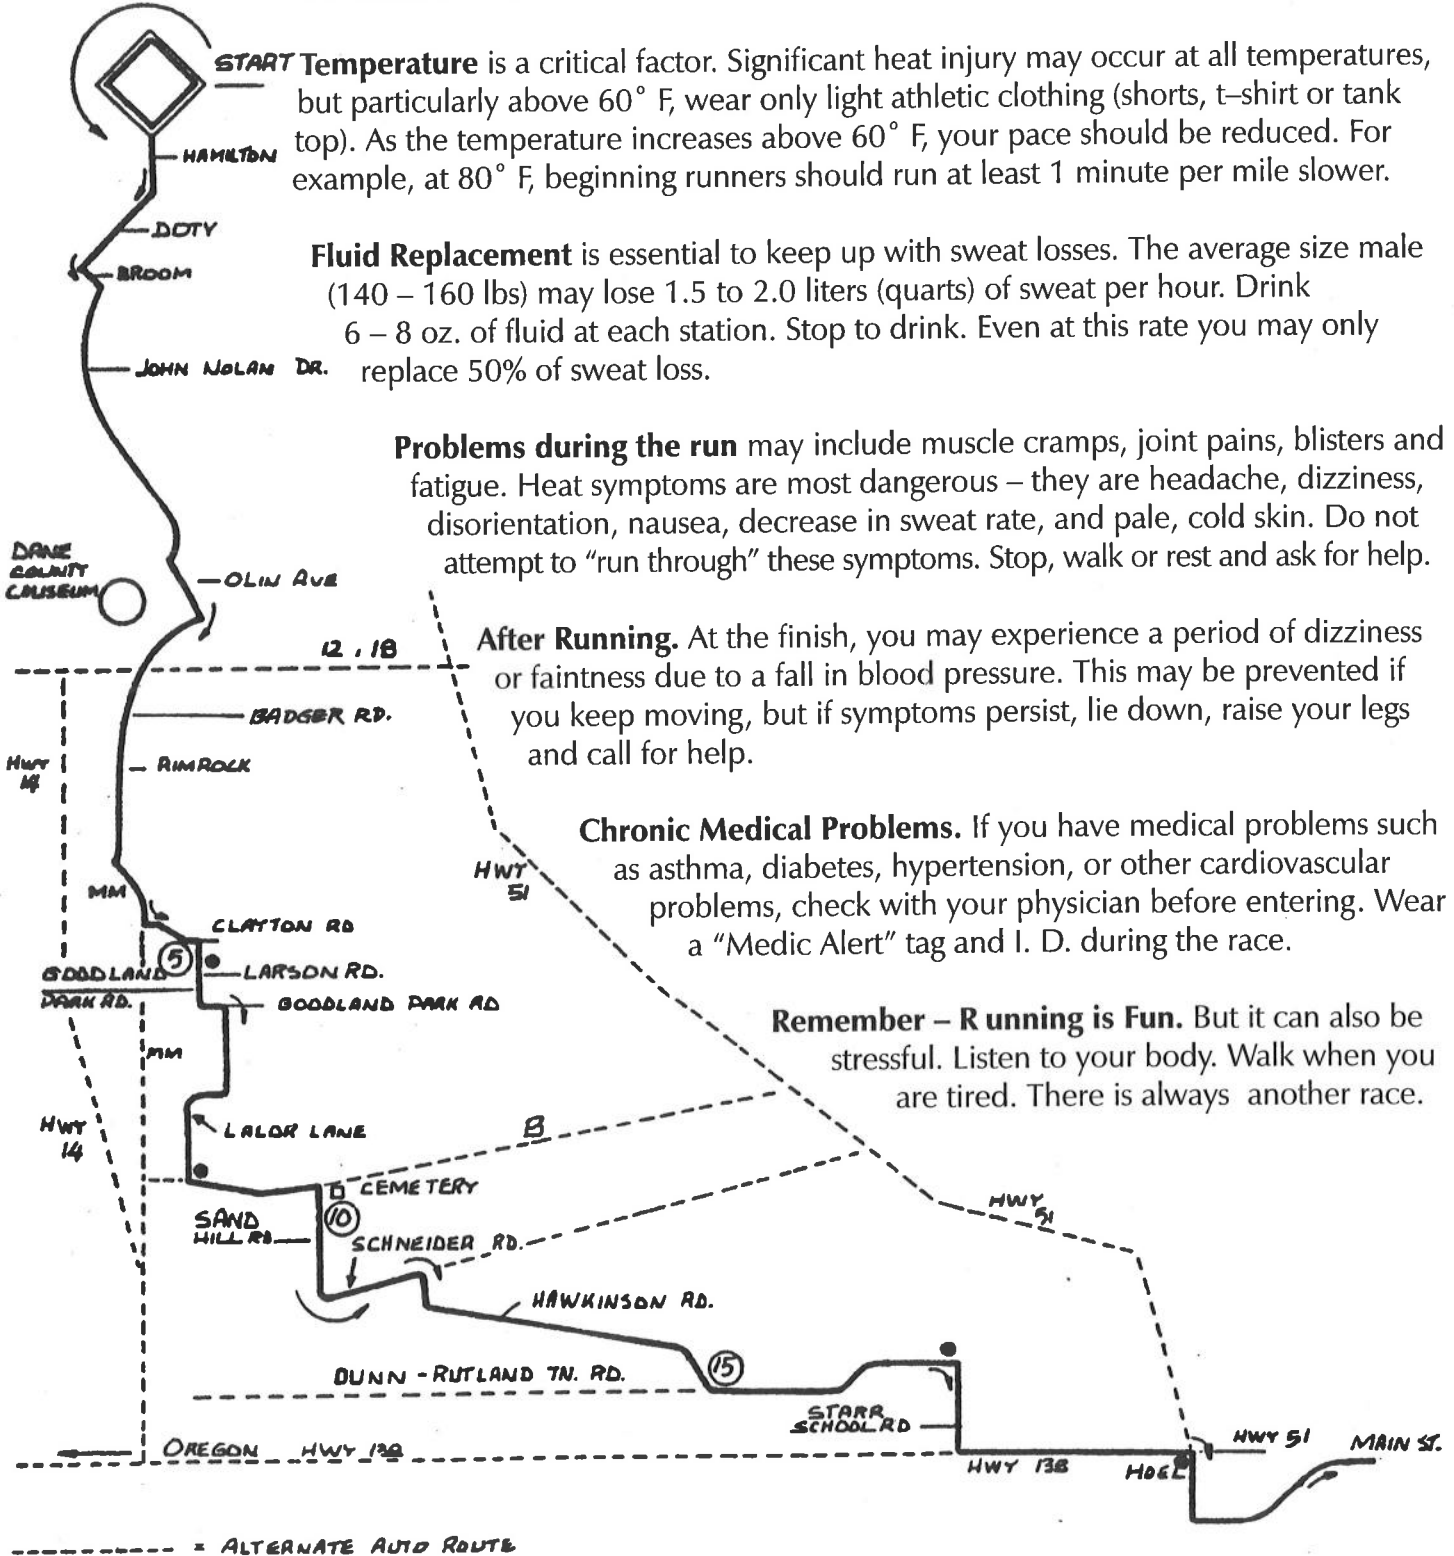 START
Temperature is a critical factor. Significant heat injury may occur at all temperatures,
but particularly above 60° F, wear only light athletic clothing (shorts, t–shirt or tank
top). As the temperature increases above 60° F, your pace should be reduced. For
example, at 80° F, beginning runners should run at least 1 minute per mile slower.
HAMILTON
DOTY
BROOM
Fluid Replacement is essential to keep up with sweat losses. The average size male
(140 – 160 lbs) may lose 1.5 to 2.0 liters (quarts) of sweat per hour. Drink
6 – 8 oz. of fluid at each station. Stop to drink. Even at this rate you may only
replace 50% of sweat loss.
JOHN NOLAN DR.
Problems during the run may include muscle cramps, joint pains, blisters and
fatigue. Heat symptoms are most dangerous – they are headache, dizziness,
disorientation, nausea, decrease in sweat rate, and pale, cold skin. Do not
attempt to “run through” these symptoms. Stop, walk or rest and ask for help.
DANE
COUNTY
COLISEUM
OLIN AVE
12, 18
After Running. At the finish, you may experience a period of dizziness
or faintness due to a fall in blood pressure. This may be prevented if
you keep moving, but if symptoms persist, lie down, raise your legs
and call for help.
BADGER RD.
HWY
14
RIMROCK
Chronic Medical Problems. If you have medical problems such
as asthma, diabetes, hypertension, or other cardiovascular
problems, check with your physician before entering. Wear
a “Medic Alert” tag and I. D. during the race.
HWY
51
MM
CLAYTON RD
5
GOODLAND
PARK RD.
LARSON RD.
GOODLAND PARK RD
Remember – R unning is Fun. But it can also be
stressful. Listen to your body. Walk when you
are tired. There is always another race.
MM
HWY
14
LALOR LANE
B
CEMETERY
10
SAND
HILL RD.
SCHNEIDER RD.
HWY
51
HAWKINSON RD.
DUNN - RUTLAND TN. RD.
15
STARR
SCHOOL RD
OREGON HWY 138
HWY 138
HOEL
HWY 51
MAIN ST.
= ALTERNATE AUTO ROUTE